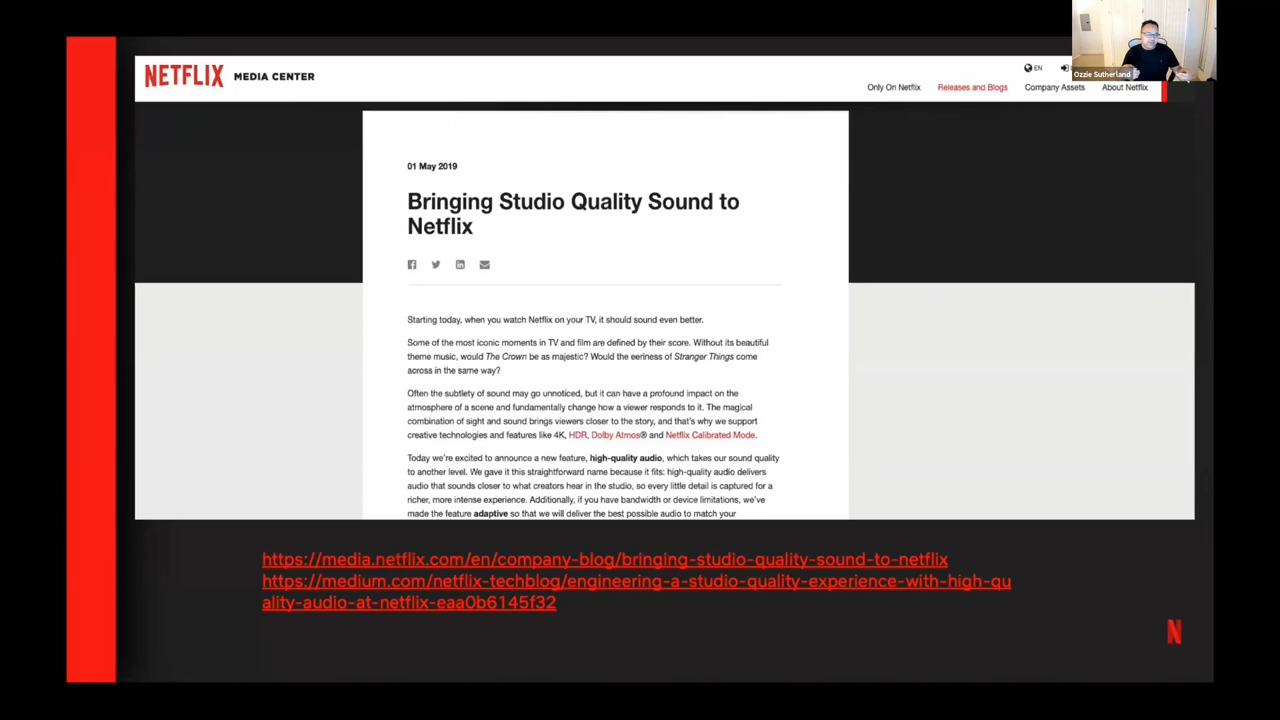 NETFLIX MEDIA CENTER
EN
Ozzie Sutherland
Only On Netflix Releases and Blogs Company Assets About Netflix
01 May 2019
Bringing Studio Quality Sound to
Netflix
Starting today, when you watch Netflix on your TV, it should sound even better.
Some of the most iconic moments in TV and film are defined by their score. Without its beautiful
theme music, would The Crown be as majestic? Would the eeriness of Stranger Things come
across in the same way?
Often the subtlety of sound may go unnoticed, but it can have a profound impact on the
atmosphere of a scene and fundamentally change how a viewer responds to it. The magical
combination of sight and sound brings viewers closer to the story, and that's why we support
creative technologies and features like 4K, HDR, Dolby Atmos® and Netflix Calibrated Mode.
Today we're excited to announce a new feature, high-quality audio, which takes our sound quality
to another level. We gave it this straightforward name because it fits: high-quality audio delivers
audio that sounds closer to what creators hear in the studio, so every little detail is captured for a
richer, more intense experience. Additionally, if you have bandwidth or device limitations, we've
made the feature adaptive so that we will deliver the best possible audio to match your
https://media.netflix.com/en/company-blog/bringing-studio-quality-sound-to-netflix
https://medium.com/netflix-techblog/engineering-a-studio-quality-experience-with-high-qu
ality-audio-at-netflix-eaa0b6145f32
N